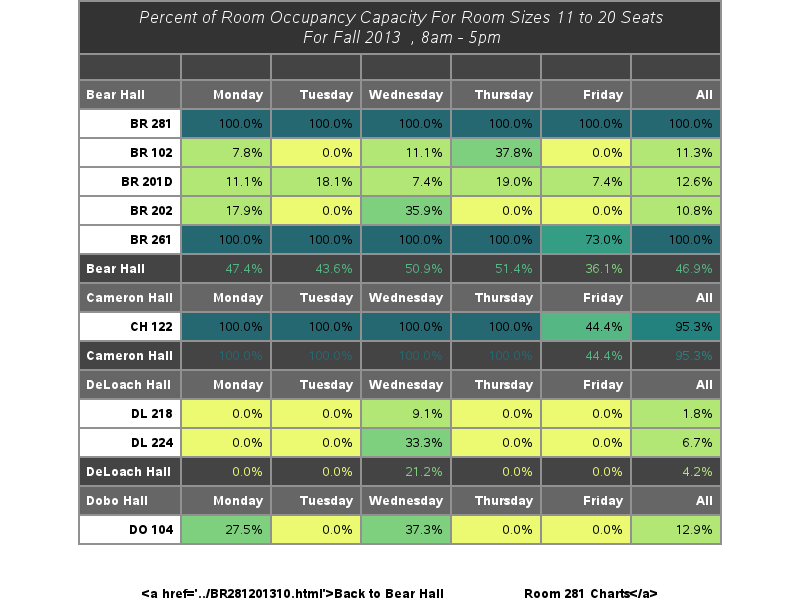 Percent of Room Occupancy Capacity For Room Sizes 11 to 20 Seats
For Fall 2013 , 8am - 5pm
Bear Hall Monday Tuesday Wednesday Thursday Friday All
BR 281 100.0% 100.0% 100.0% 100.0% 100.0% 100.0%
BR 102 7.8% 0.0% 11.1% 37.8% 0.0% 11.3%
BR 201D 11.1% 18.1% 7.4% 19.0% 7.4% 12.6%
BR 202 17.9% 0.0% 35.9% 0.0% 0.0% 10.8%
BR 261 100.0% 100.0% 100.0% 100.0% 73.0% 100.0%
Bear Hall 47.4% 43.6% 50.9% 51.4% 36.1% 46.9%
Cameron Hall Monday Tuesday Wednesday Thursday Friday All
CH 122 100.0% 100.0% 100.0% 100.0% 44.4% 95.3%
Cameron Hall 100.0% 100.0% 100.0% 100.0% 44.4% 95.3%
DeLoach Hall Monday Tuesday Wednesday Thursday Friday All
DL 218 0.0% 0.0% 9.1% 0.0% 0.0% 1.8%
DL 224 0.0% 0.0% 33.3% 0.0% 0.0% 6.7%
DeLoach Hall 0.0% 0.0% 21.2% 0.0% 0.0% 4.2%
Dobo Hall Monday Tuesday Wednesday Thursday Friday All
DO 104 27.5% 0.0% 37.3% 0.0% 0.0% 12.9%
<a href='../BR281201310.html'>Back to Bear Hall Room 281 Charts</a>